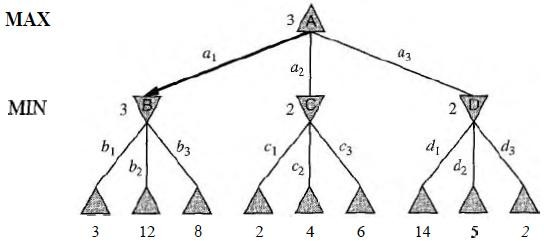 MAX 3 A
a1 a2 a3
MIN 3 B 2 C 2 D
b1 b2 b3 c1 c2 c3 d1 d2 d3
3 12 8 2 4 6 14 5 2